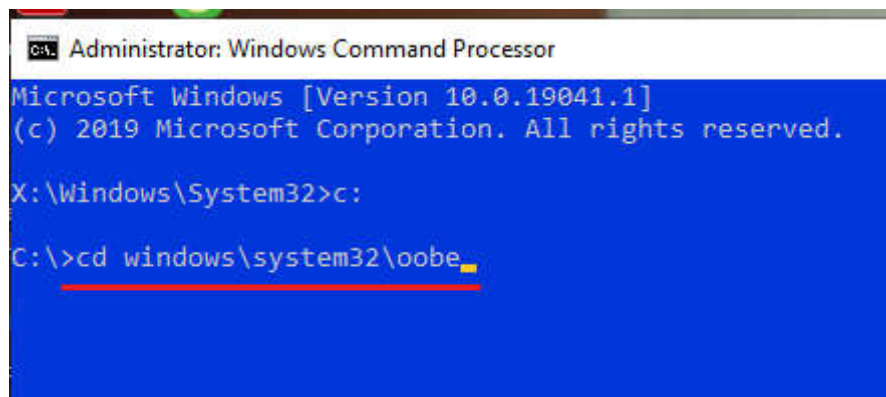 Administrator: Windows Command Processor
Microsoft Windows [Version 10.0.19041.1]
(c) 2019 Microsoft Corporation. All rights reserved.
X:\Windows\System32>c:
C:\>cd windows\system32\oobe